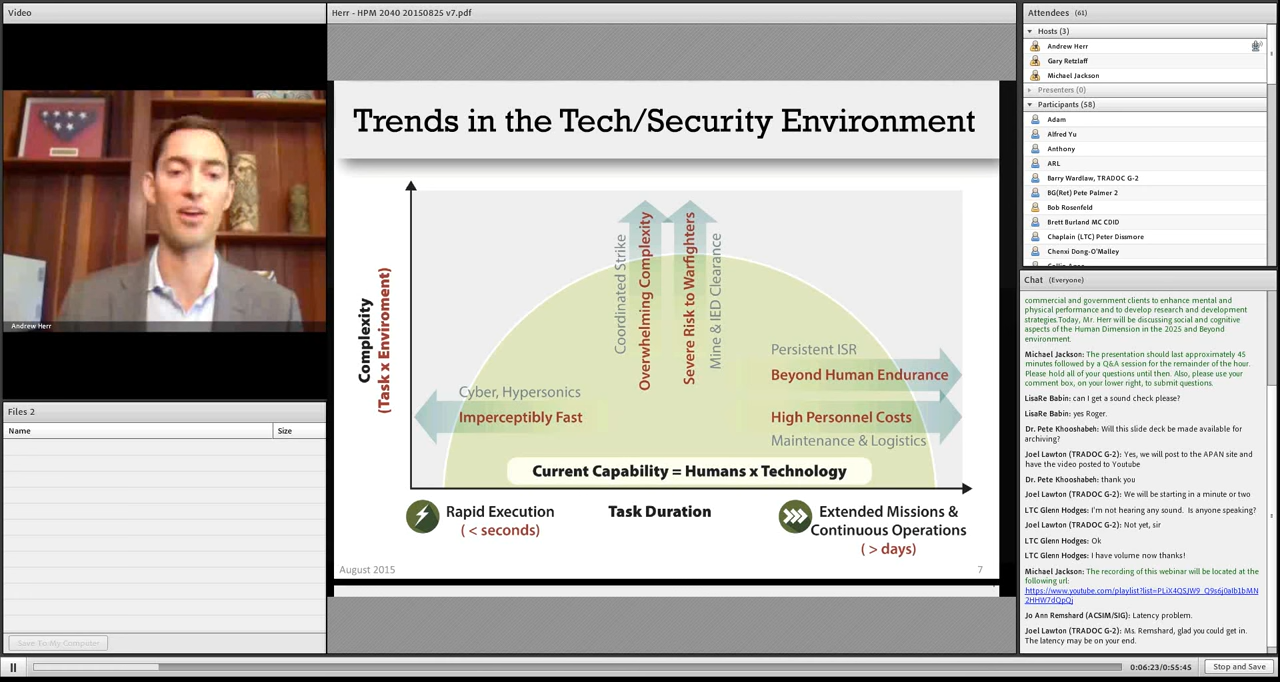 Video
Andrew Herr
Files 2
Name Size
Save To My Computer
Herr - HPM 2040 20150825 v7.pdf
Trends in the Tech/Security Environment
Complexity
(Task x Enviroment)
Coordinated Strike
Overwhelming Complexity
Severe Risk to Warfighters
Mine & IED Clearance
Persistent ISR
Beyond Human Endurance
Cyber, Hypersonics
Imperceptibly Fast
High Personnel Costs
Maintenance & Logistics
Current Capability = Humans x Technology
Rapid Execution
( < seconds)
Task Duration
Extended Missions &
Continuous Operations
( > days)
August 2015
7
Attendees (61)
Hosts (3)
Andrew Herr
Gary Retzlaff
Michael Jackson
Presenters (0)
Participants (58)
Adam
Alfred Yu
Anthony
ARL
Barry Wardlaw, TRADOC G-2
BG(Ret) Pete Palmer 2
Bob Rosenfeld
Brett Burland MC CDID
Chaplain (LTC) Peter Dissmore
Chenxi Dong-O'Malley
Chat (Everyone)
commercial and government clients to enhance mental and
physical performance and to develop research and development
strategies.Today, Mr. Herr will be discussing social and cognitive
aspects of the Human Dimension in the 2025 and Beyond
environment.
Michael Jackson: The presentation should last approximately 45
minutes followed by a Q&A session for the remainder of the hour.
Please hold all of your questions until then. Also, please use your
comment box, on your lower right, to submit questions.
LisaRe Babin: can I get a sound check please?
LisaRe Babin: yes Roger.
Dr. Pete Khooshabeh: Will this slide deck be made available for
archiving?
Joel Lawton (TRADOC G-2): Yes, we will post to the APAN site and
have the video posted to Youtube
Dr. Pete Khooshabeh: thank you
Joel Lawton (TRADOC G-2): We will be starting in a minute or two
LTC Glenn Hodges: I'm not hearing any sound. Is anyone speaking?
Joel Lawton (TRADOC G-2): Not yet, sir
LTC Glenn Hodges: Ok
LTC Glenn Hodges: I have volume now thanks!
Michael Jackson: The recording of this webinar will be located at the
following url:
Jo Ann Remshard (ACSIM/SIG): Latency problem.
Joel Lawton (TRADOC G-2): Ms. Remshard, glad you could get in.
The latency may be on your end.
0:06:23/0:55:45
Stop and Save